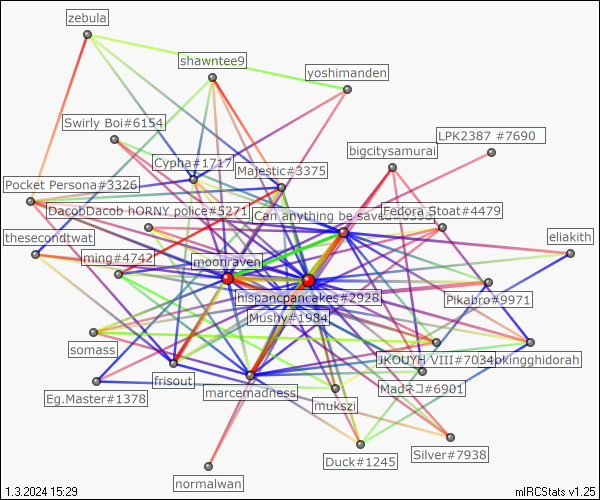 zebula
shawntee9
yoshimanden
Swirly Boi#6154
LPK2387 #7690
bigcitysamurai
Cypha#1717
Majestic#3375
Pocket Persona#3326
DacobDacob hORNY police#5271
Can anything be saved
Fedora Stoat#4479
thesecondtwat
eliakith
ming#4742
moonraven
hispancpancakes#2928
Pikabro#9971
Mushy#1984
somass
JKOUYH VIII#7034
okingghidorah
frisout
Eg.Master#1378
marcemadness
Madネコ#6901
mukszi
Duck#1245
Silver#7938
normalwan
1.3.2024 15:29
mIRCStats v1.25